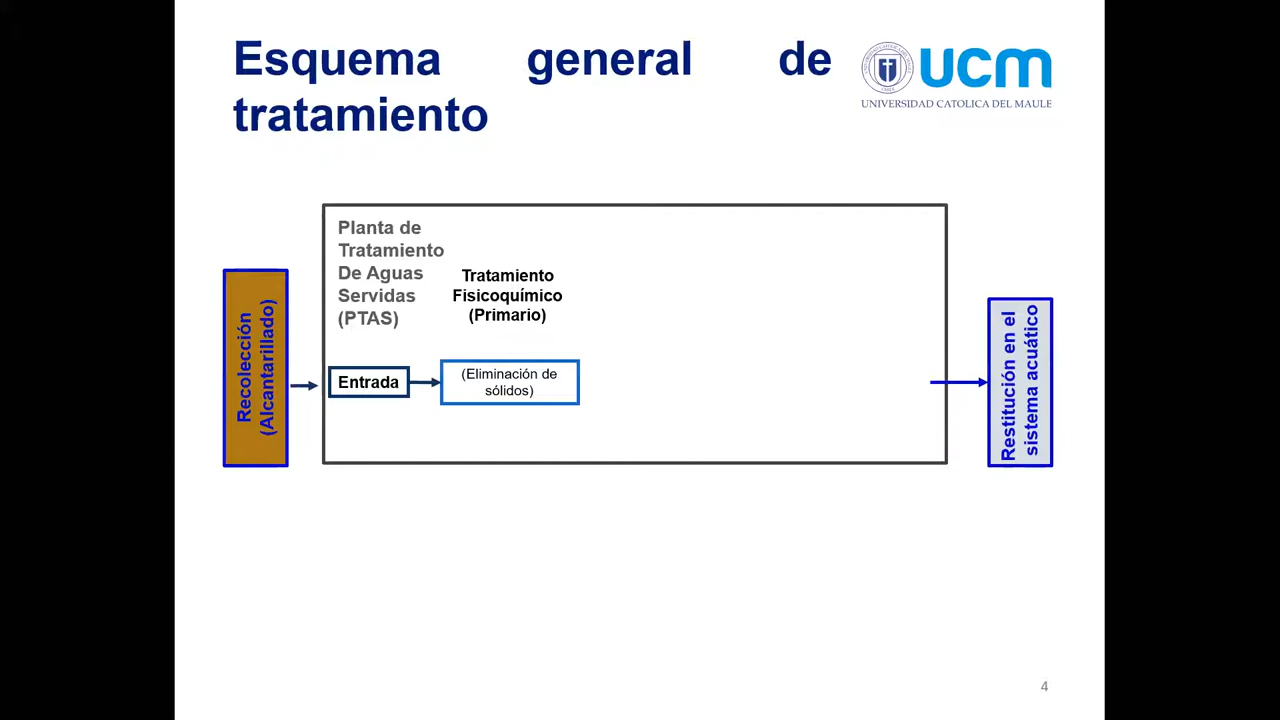 Esquema general de
tratamiento
ucm
UNIVERSIDAD CATOLICA DEL MAULE
Planta de
Tratamiento
De Aguas
Servidas
(PTAS)
Tratamiento
Fisicoquímico
(Primario)
Recolección
(Alcantarillado)
Entrada
(Eliminación de
sólidos)
Restitución en el
sistema acuático
4